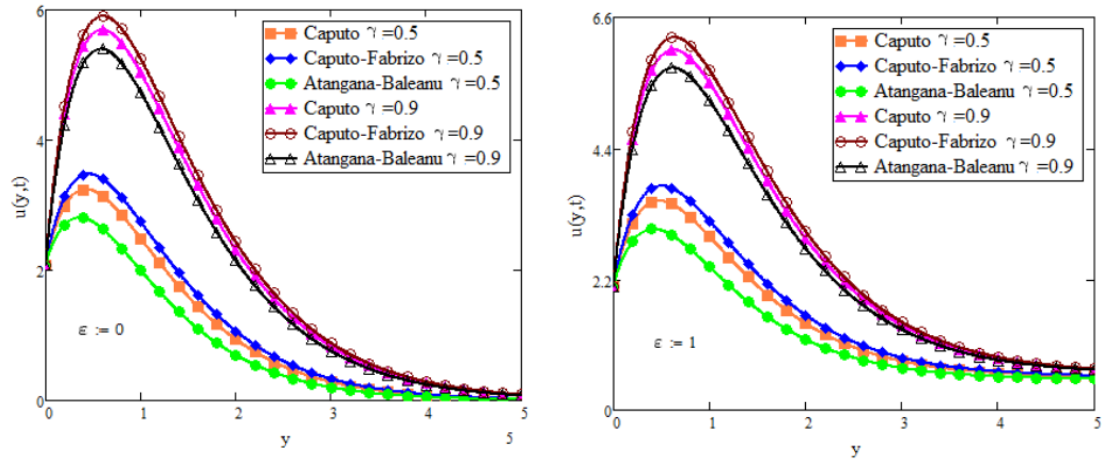 6
Caputo γ=0.5
Caputo-Fabrizo γ=0.5
Atangana-Baleanu γ=0.5
Caputo γ=0.9
Caputo-Fabrizo γ=0.9
Atangana-Baleanu γ=0.9
4
u(y,t)
2
ε := 0
0
0 1 2 3 4 5
5
y
6.6
Caputo γ=0.5
Caputo-Fabrizo γ=0.5
Atangana-Baleanu γ=0.5
Caputo γ=0.9
Caputo-Fabrizo γ=0.9
Atangana-Baleanu γ=0.9
4.4
u(y,t)
2.2
ε := 1
0
0 1 2 3 4 5
y